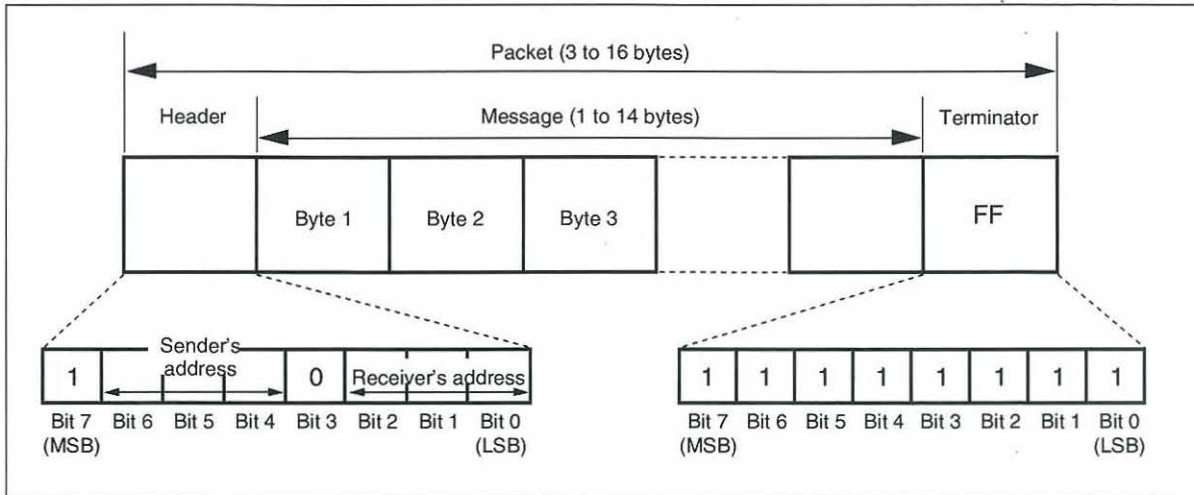 Packet (3 to 16 bytes)
Header
Message (1 to 14 bytes)
Terminator
Byte 1
Byte 2
Byte 3
FF
Sender's
address
1
0
Receiver's address
Bit 7
(MSB)
Bit 6
Bit 5
Bit 4
Bit 3
Bit 2
Bit 1
Bit 0
(LSB)
1 1 1 1 1 1 1 1
Bit 7
(MSB)
Bit 6
Bit 5
Bit 4
Bit 3
Bit 2
Bit 1
Bit 0
(LSB)